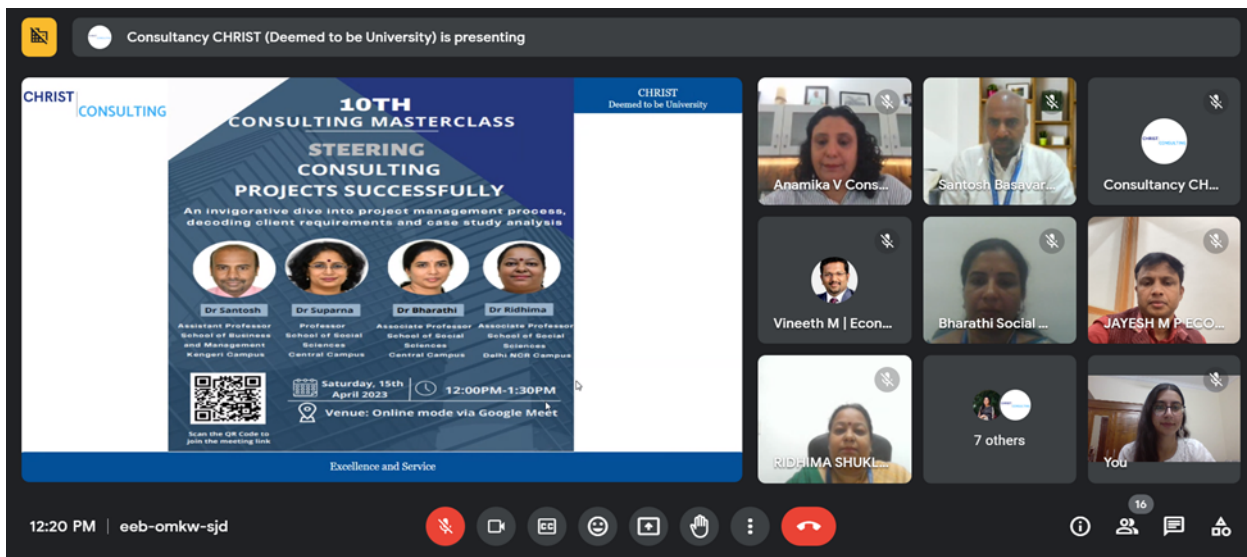 Consultancy CHRIST (Deemed to be University) is presenting
CHRIST
CONSULTING
CHRIST
Deemed to be University
10TH
CONSULTING MASTERCLASS
STEERING
CONSULTING
PROJECTS SUCCESSFULLY
An invigorative dive into project management process,
decoding client requirements and case study analysis
Dr Santosh
Assistant Professor
School of Business
and Management
Kengeri Campus
Dr Suparna
Professor
School of Social
Sciences
Central Campus
Dr Bharathi
Associate Professor
School of Social
Sciences
Central Campus
Dr Ridhima
Associate Professor
School of Social
Sciences
Delhi NCR Campus
Scan the QR Code to
join the meeting link
Saturday, 15th
April 2023
12:00PM-1:30PM
Venue: Online mode via Google Meet
Excellence and Service
Anamika V Cons...
Santosh Basavar...
CHRIST
CONSULTING
Consultancy CH...
Vineeth M | Econ...
Bharathi Social ...
JAYESH M P ECO...
RIDHIMA SHUKL...
7 others
You
12:20 PM | eeb-omkw-sjd
CC
16